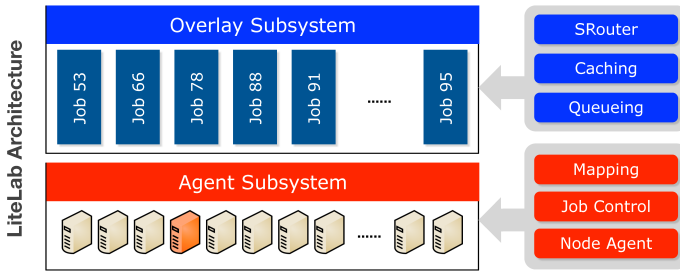 LiteLab Architecture
Overlay Subsystem
Job 53
Job 66
Job 78
Job 88
Job 91
......
Job 95
SRouter
Caching
Queueing
Agent Subsystem
......
Mapping
Job Control
Node Agent